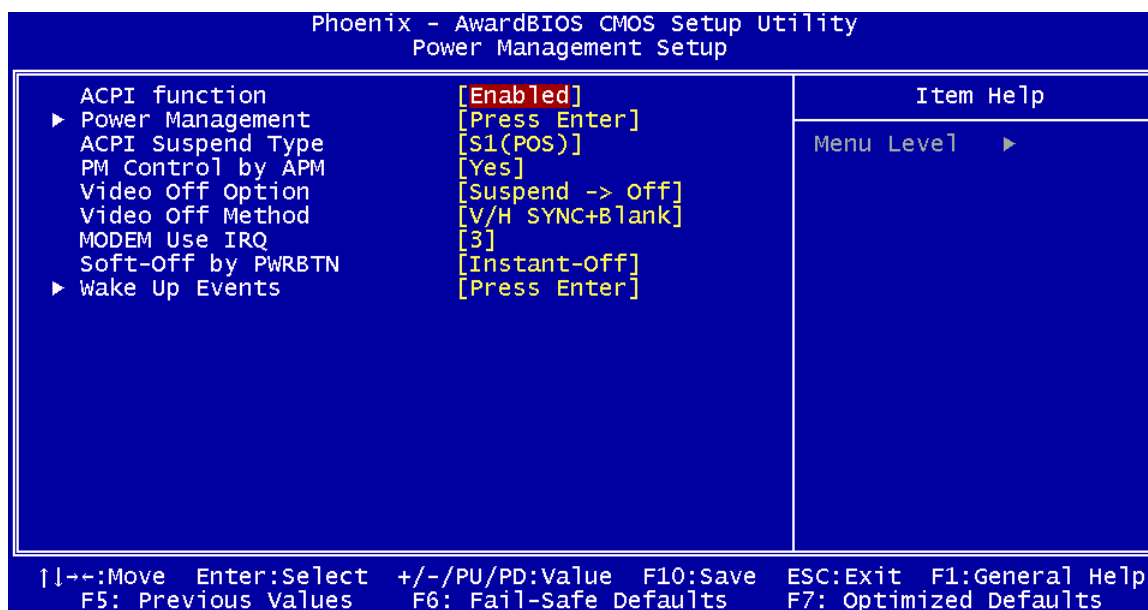 Phoenix - AwardBIOS CMOS Setup Utility
Power Management Setup
ACPI function [Enabled]
▶ Power Management [Press Enter]
ACPI Suspend Type [S1(POS)]
PM Control by APM [Yes]
Video Off Option [Suspend -> Off]
Video Off Method [V/H SYNC+Blank]
MODEM Use IRQ [3]
Soft-Off by PWRBTN [Instant-Off]
▶ Wake Up Events [Press Enter]
Item Help
Menu Level ▶
↑↓→←:Move Enter:Select +/-/PU/PD:Value F10:Save ESC:Exit F1:General Help
F5: Previous Values F6: Fail-Safe Defaults F7: Optimized Defaults